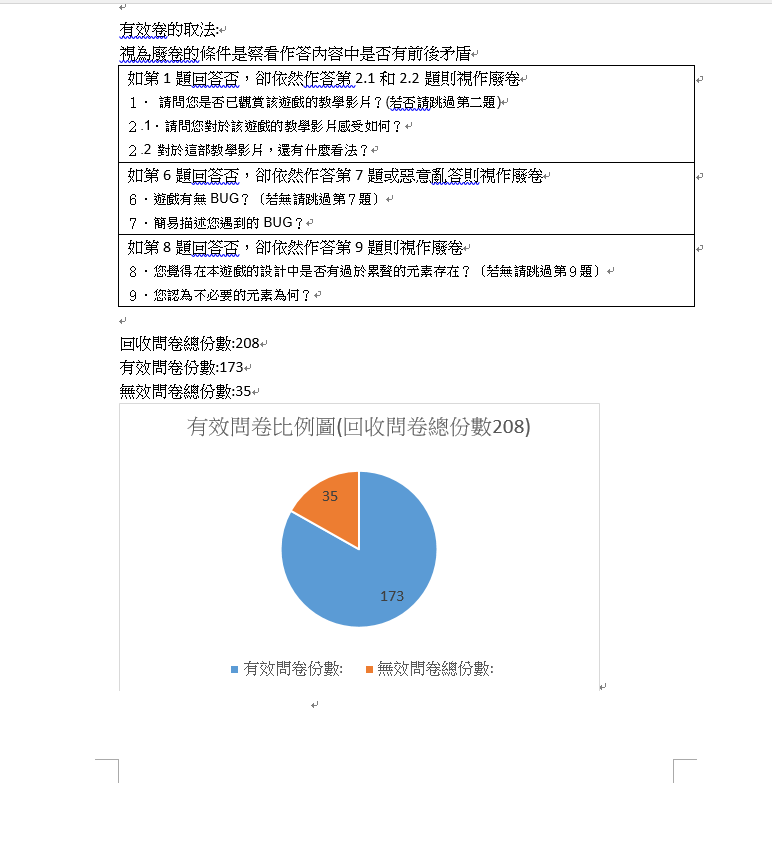 有效卷的取法:
視為廢卷的條件是察看作答內容中是否有前後矛盾
如第 1 題回答否，卻依然作答第 2.1 和 2.2 題則視作廢卷
１． 請問您是否已觀賞該遊戲的教學影片？(若否請跳過第二題)
２.1．請問您對於該遊戲的教學影片感受如何？
２.2 對於這部教學影片，還有什麼看法？
如第 6 題回答否，卻依然作答第 7 題或惡意亂答則視作廢卷
６．遊戲有無 BUG？〔若無請跳過第７題〕
７．簡易描述您遇到的 BUG？
如第 8 題回答否，卻依然作答第 9 題則視作廢卷
８．您覺得在本遊戲的設計中是否有過於累贅的元素存在？〔若無請跳過第９題〕
９．您認為不必要的元素為何？
回收問卷總份數:208
有效問卷份數:173
無效問卷總份數:35
有效問卷比例圖(回收問卷總份數208)
35
173
有效問卷份數:　無效問卷總份數: